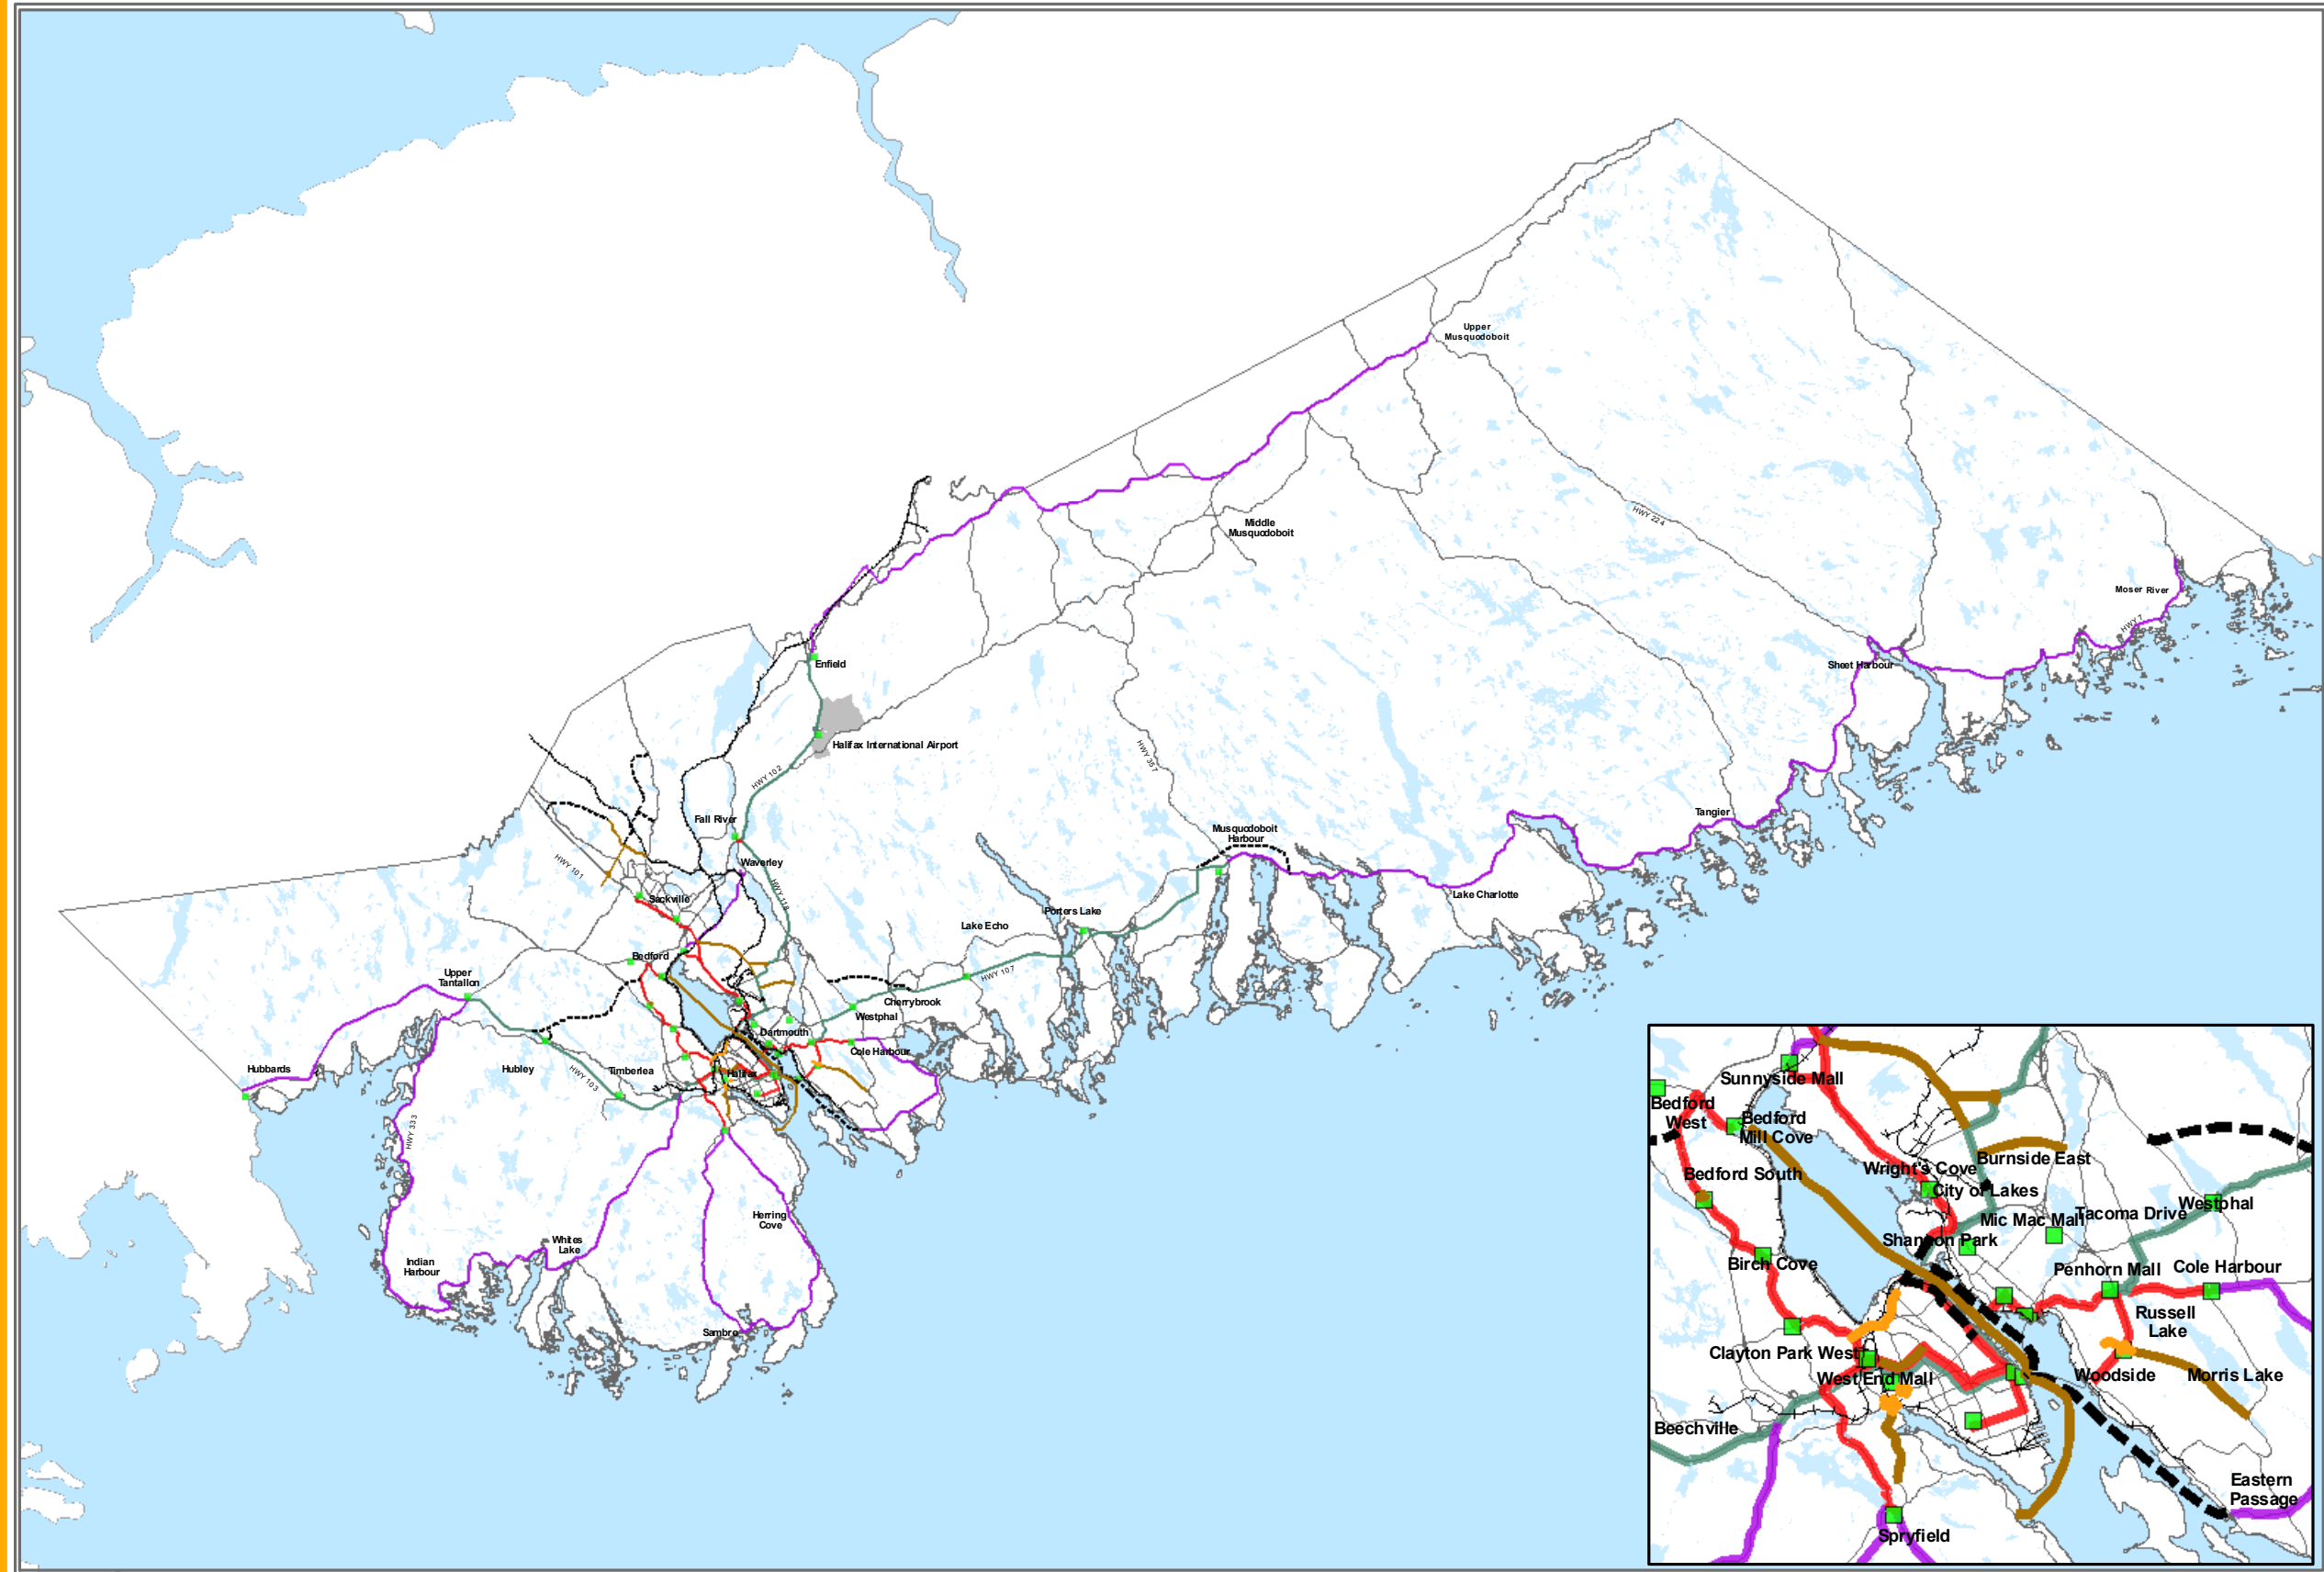 Upper
Musquodoboit
HWY 224
Middle
Musquodoboit
Moser River
HWY 7
Enfield
Sheet Harbour
Halifax International Airport
HWY 357
HWY 102
Fall River
Tangier
Musquodoboit
Harbour
Waverley
HWY 101
HWY 118
Sackville
Lake Charlotte
Porters Lake
Lake Echo
Bedford
HWY 107
Upper
Tantallon
Cherrybrook
Westphal
Dartmouth
Cole Harbour
Hubbards
Hubley
HWY 103
Timberlea
Halifax
HWY 333
Herring
Cove
Whites
Lake
Indian
Harbour
Sambro
Sunnyside Mall
Bedford
West
Bedford
Mill Cove
Burnside East
Wright's Cove
Bedford South
City of Lakes
Westphal
Mic Mac Mall
Tacoma Drive
Shannon Park
Birch Cove
Penhorn Mall
Cole Harbour
Russell
Lake
Clayton Park West
West End Mall
Woodside
Morris Lake
Beechville
Eastern
Passage
Spryfield